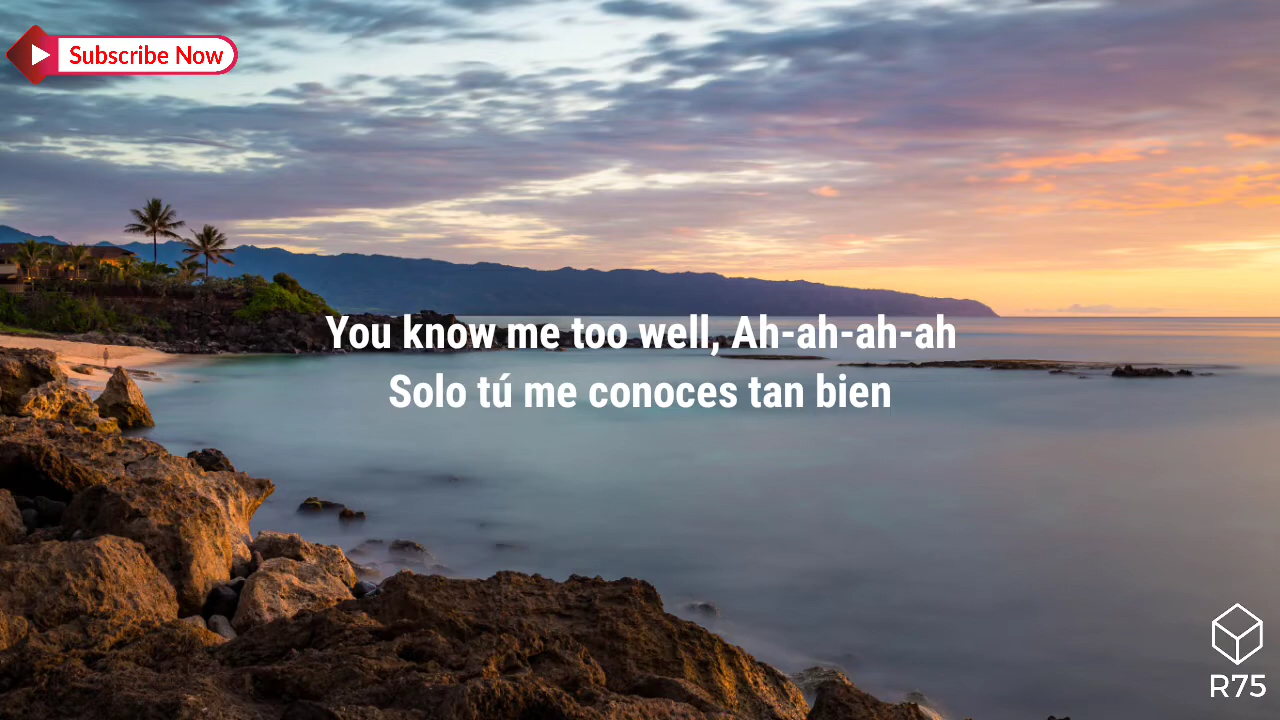 Subscribe Now
You know me too well, Ah-ah-ah-ah
Solo tú me conoces tan bien
R75